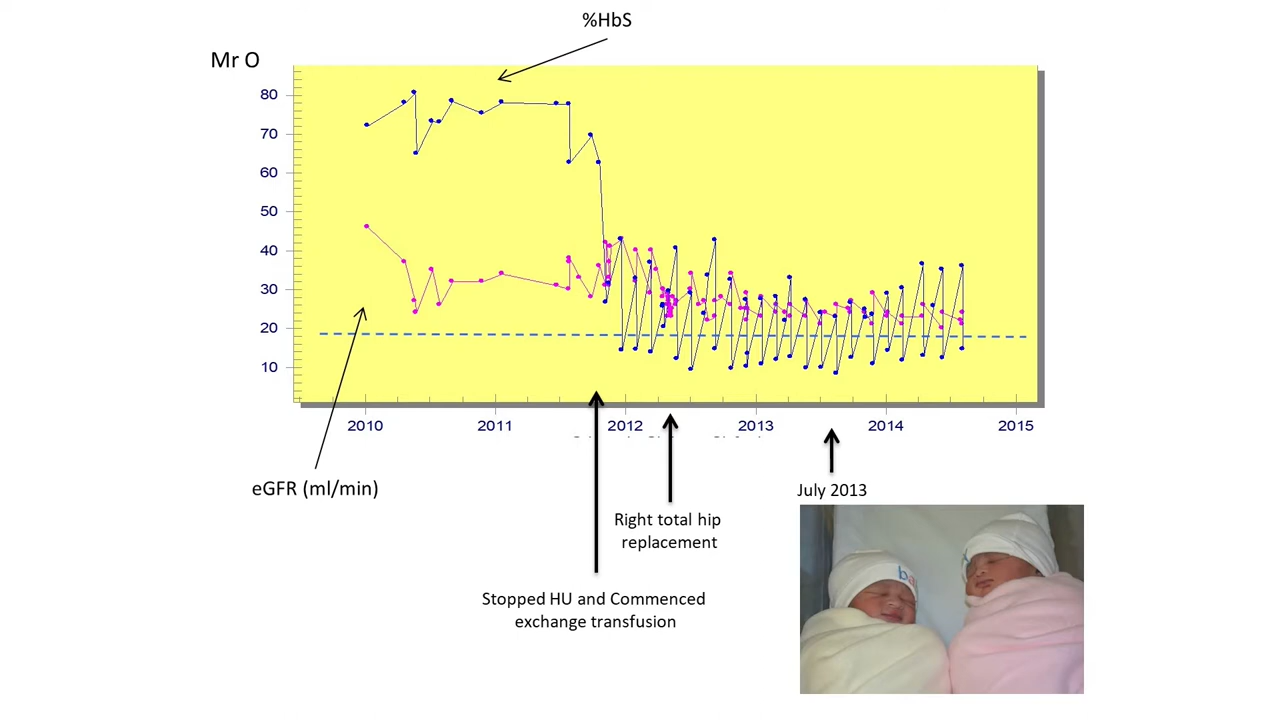 %HbS
Mr O
80
70
60
50
40
30
20
10
2010 2011 2012 2013 2014 2015
eGFR (ml/min)
July 2013
Right total hip
replacement
Stopped HU and Commenced
exchange transfusion